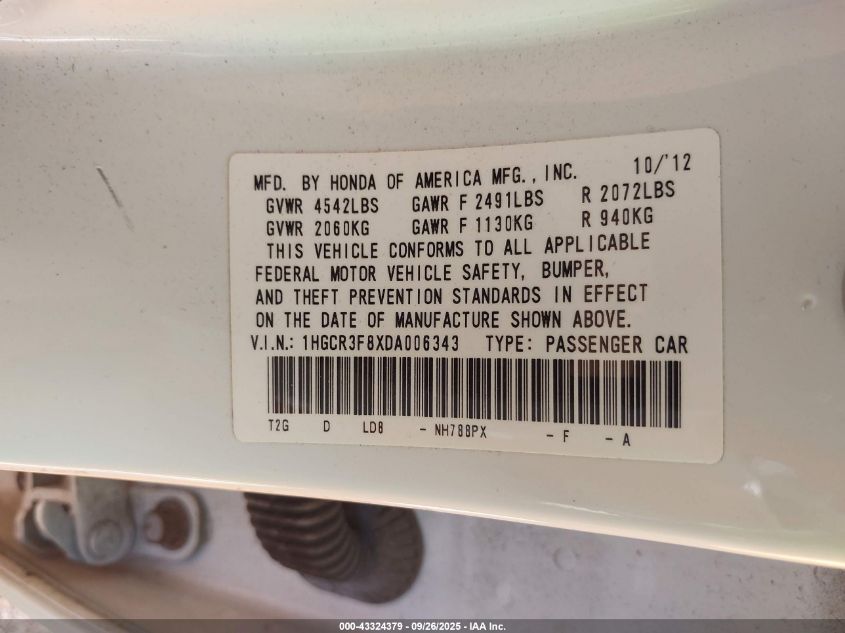 MFD. BY HONDA OF AMERICA MFG., INC. 10/'12
GVWR 4542LBS GAWR F 2491LBS R 2072LBS
GVWR 2060KG GAWR F 1130KG R 940KG
THIS VEHICLE CONFORMS TO ALL APPLICABLE
FEDERAL MOTOR VEHICLE SAFETY, BUMPER,
AND THEFT PREVENTION STANDARDS IN EFFECT
ON THE DATE OF MANUFACTURE SHOWN ABOVE.
V.I.N.: 1HGCR3F8XDA006343 TYPE: PASSENGER CAR
T2G D LD8 - NH788PX - F - A
000-43324379 - 09/26/2025 - IAA Inc.